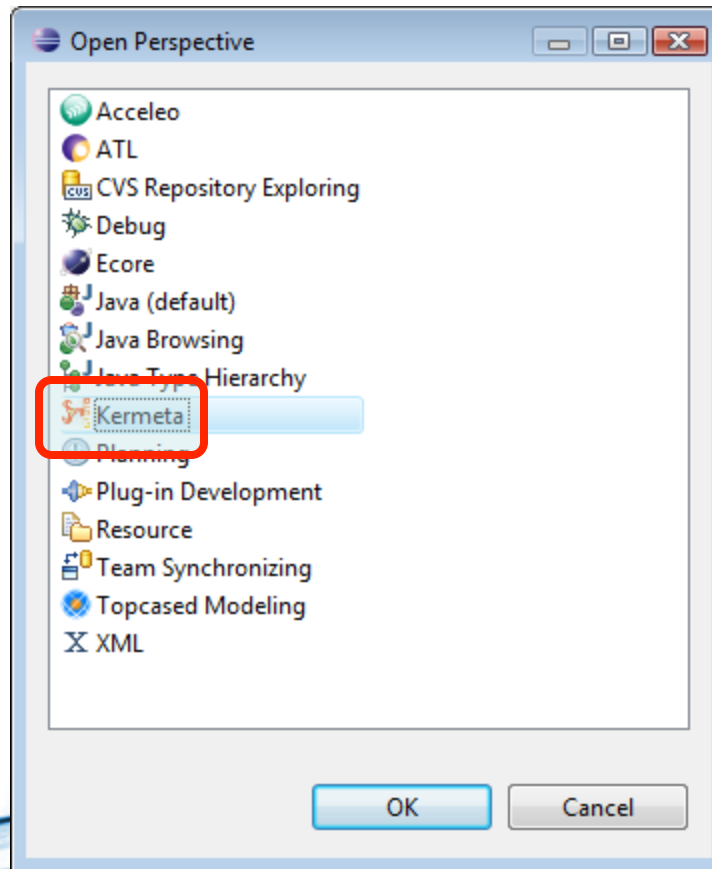 Open Perspective
Acceleo
ATL
CVS Repository Exploring
Debug
Ecore
Java (default)
Java Browsing
Java Type Hierarchy
Kermeta
Planning
Plug-in Development
Resource
Team Synchronizing
Topcased Modeling
XML
OK Cancel